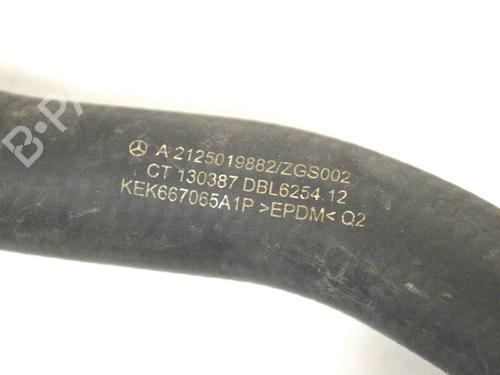 A 2125019882/ZGS002
CT 130387 DBL6254.12
KEK667065A1P >EPDM< Q2